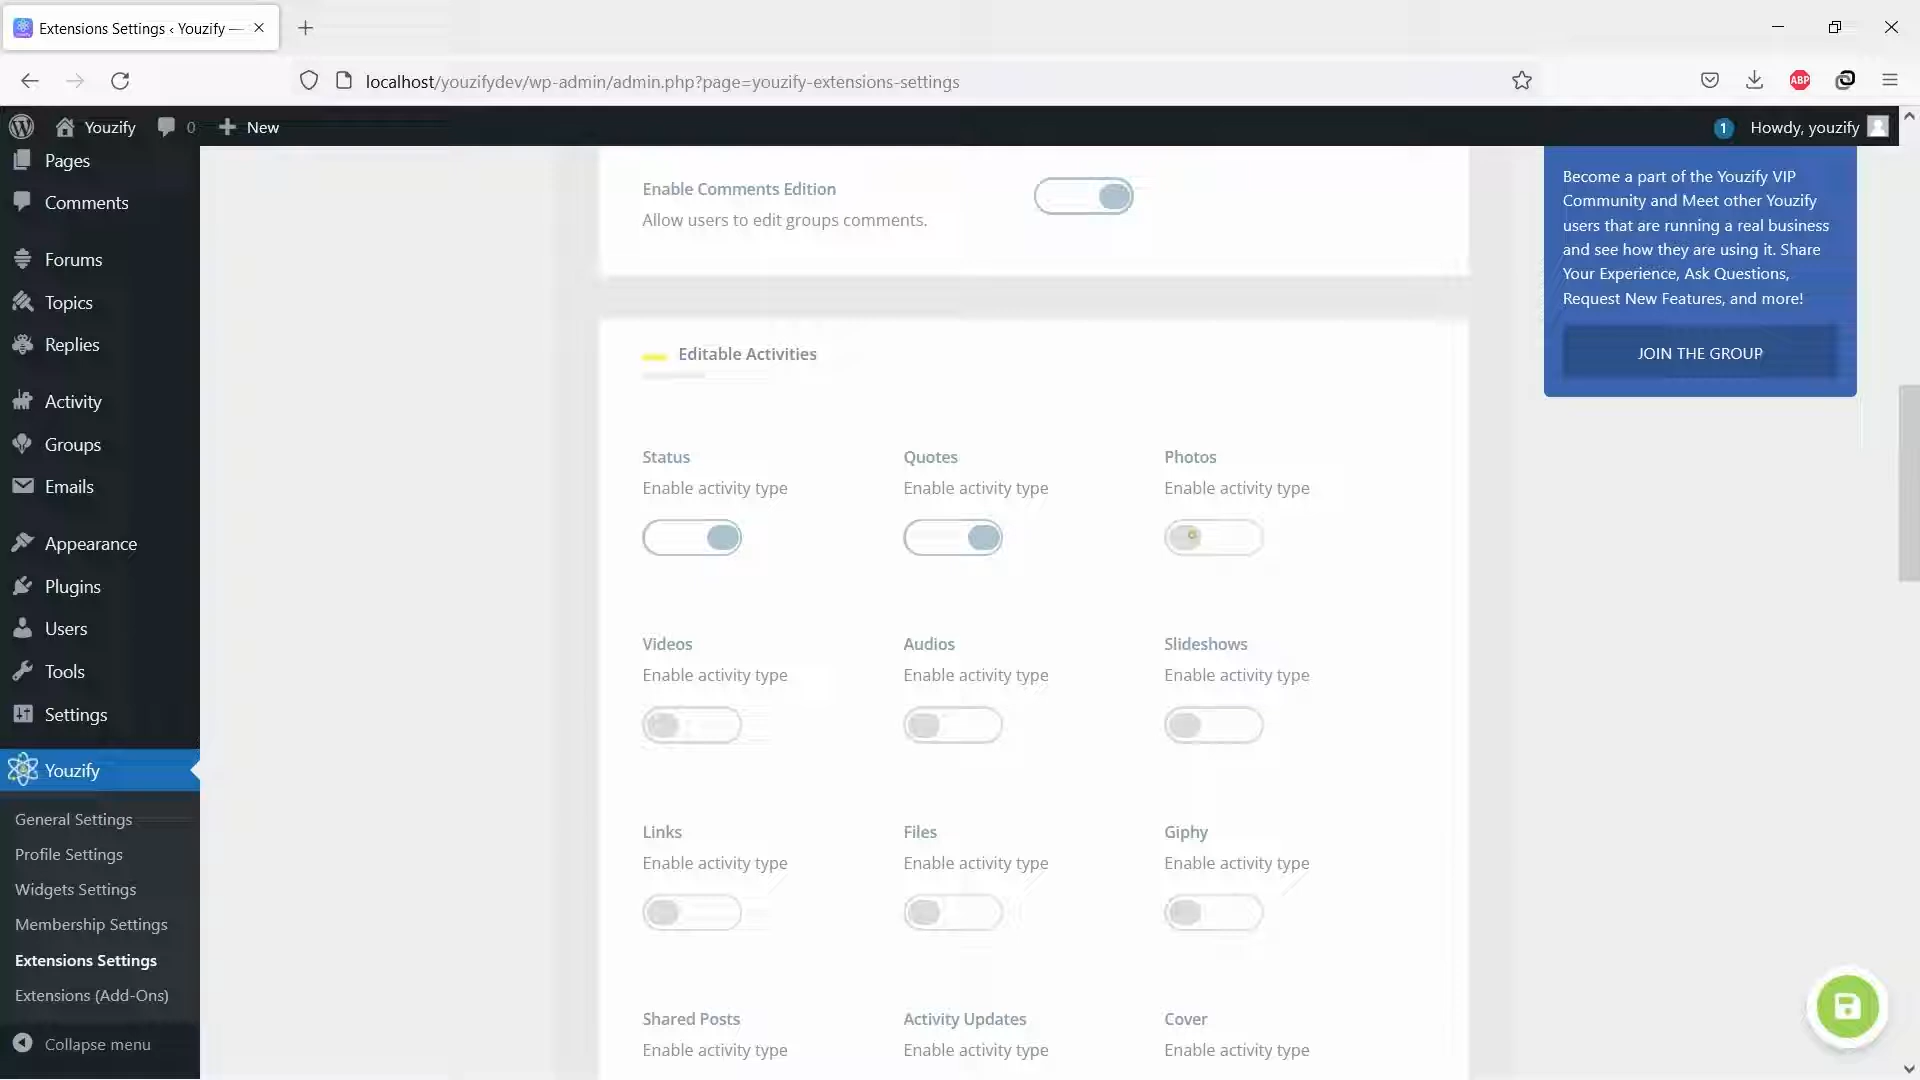 Extensions Settings ‹ Youzify —
localhost/youzifydev/wp-admin/admin.php?page=youzify-extensions-settings
ABP
Youzify
0
New
1
Howdy, youzify
Pages
Comments
Forums
Topics
Replies
Activity
Groups
Emails
Appearance
Plugins
Users
Tools
Settings
Youzify
General Settings
Profile Settings
Widgets Settings
Membership Settings
Extensions Settings
Extensions (Add-Ons)
Collapse menu
Enable Comments Edition
Allow users to edit groups comments.
Editable Activities
Status
Enable activity type
Quotes
Enable activity type
Photos
Enable activity type
Videos
Enable activity type
Audios
Enable activity type
Slideshows
Enable activity type
Links
Enable activity type
Files
Enable activity type
Giphy
Enable activity type
Shared Posts
Enable activity type
Activity Updates
Enable activity type
Cover
Enable activity type
Become a part of the Youzify VIP
Community and Meet other Youzify
users that are running a real business
and see how they are using it. Share
Your Experience, Ask Questions,
Request New Features, and more!
JOIN THE GROUP